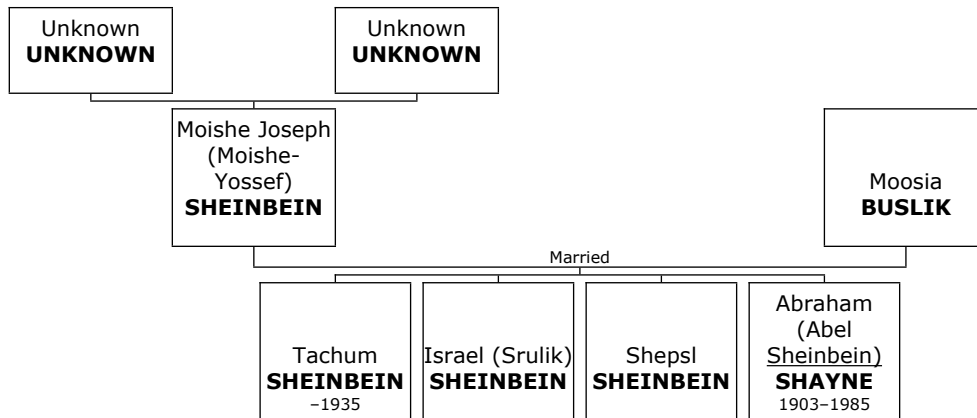 Unknown
UNKNOWN
Unknown
UNKNOWN
Moishe Joseph
(Moishe-
Yossef)
SHEINBEIN
Moosia
BUSLIK
Married
Tachum
SHEINBEIN
–1935
Israel (Srulik)
SHEINBEIN
Shepsl
SHEINBEIN
Abraham
(Abel
Sheinbein)
SHAYNE
1903–1985